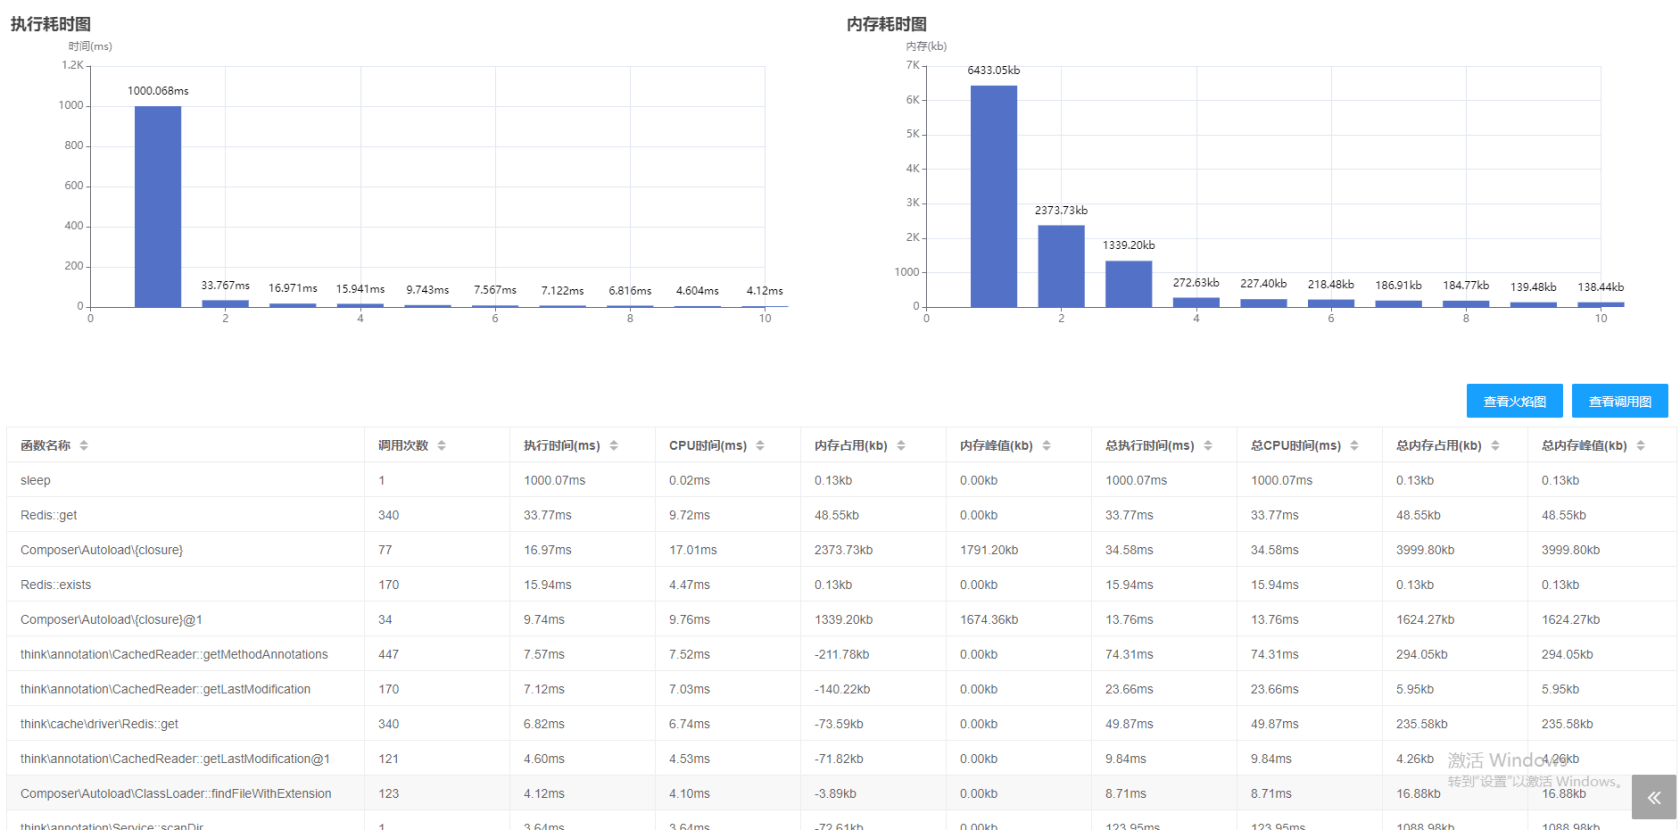 执行耗时图
时间(ms)
1.2K
1000
800
600
400
200
0
1000.068ms
33.767ms
16.971ms
15.941ms
9.743ms
7.567ms
7.122ms
6.816ms
4.604ms
4.12ms
0 2 4 6 8 10
内存耗时图
内存(kb)
7K
6K
5K
4K
3K
2K
1000
0
6433.05kb
2373.73kb
1339.20kb
272.63kb
227.40kb
218.48kb
186.91kb
184.77kb
139.48kb
138.44kb
0 2 4 6 8 10
查看火焰图 查看调用图
函数名称 调用次数 执行时间(ms) CPU时间(ms) 内存占用(kb) 内存峰值(kb) 总执行时间(ms) 总CPU时间(ms) 总内存占用(kb) 总内存峰值(kb)
sleep 1 1000.07ms 0.02ms 0.13kb 0.00kb 1000.07ms 1000.07ms 0.13kb 0.13kb
Redis::get 340 33.77ms 9.72ms 48.55kb 0.00kb 33.77ms 33.77ms 48.55kb 48.55kb
Composer\Autoload\{closure} 77 16.97ms 17.01ms 2373.73kb 1791.20kb 34.58ms 34.58ms 3999.80kb 3999.80kb
Redis::exists 170 15.94ms 4.47ms 0.13kb 0.00kb 15.94ms 15.94ms 0.13kb 0.13kb
Composer\Autoload\{closure}@1 34 9.74ms 9.76ms 1339.20kb 1674.36kb 13.76ms 13.76ms 1624.27kb 1624.27kb
think\annotation\CachedReader::getMethodAnnotations 447 7.57ms 7.52ms -211.78kb 0.00kb 74.31ms 74.31ms 294.05kb 294.05kb
think\annotation\CachedReader::getLastModification 170 7.12ms 7.03ms -140.22kb 0.00kb 23.66ms 23.66ms 5.95kb 5.95kb
think\cache\driver\Redis::get 340 6.82ms 6.74ms -73.59kb 0.00kb 49.87ms 49.87ms 235.58kb 235.58kb
think\annotation\CachedReader::getLastModification@1 121 4.60ms 4.53ms -71.82kb 0.00kb 9.84ms 9.84ms 4.26kb 4.26kb
激活 Windows
转到"设置"以激活 Windows。
Composer\Autoload\ClassLoader::findFileWithExtension 123 4.12ms 4.10ms -3.89kb 0.00kb 8.71ms 8.71ms 16.88kb 16.88kb
think\annotation\Service::scanDir 1 3.64ms 3.64ms -72.61kb 0.00kb 123.95ms 123.95ms 1088.98kb 1088.98kb